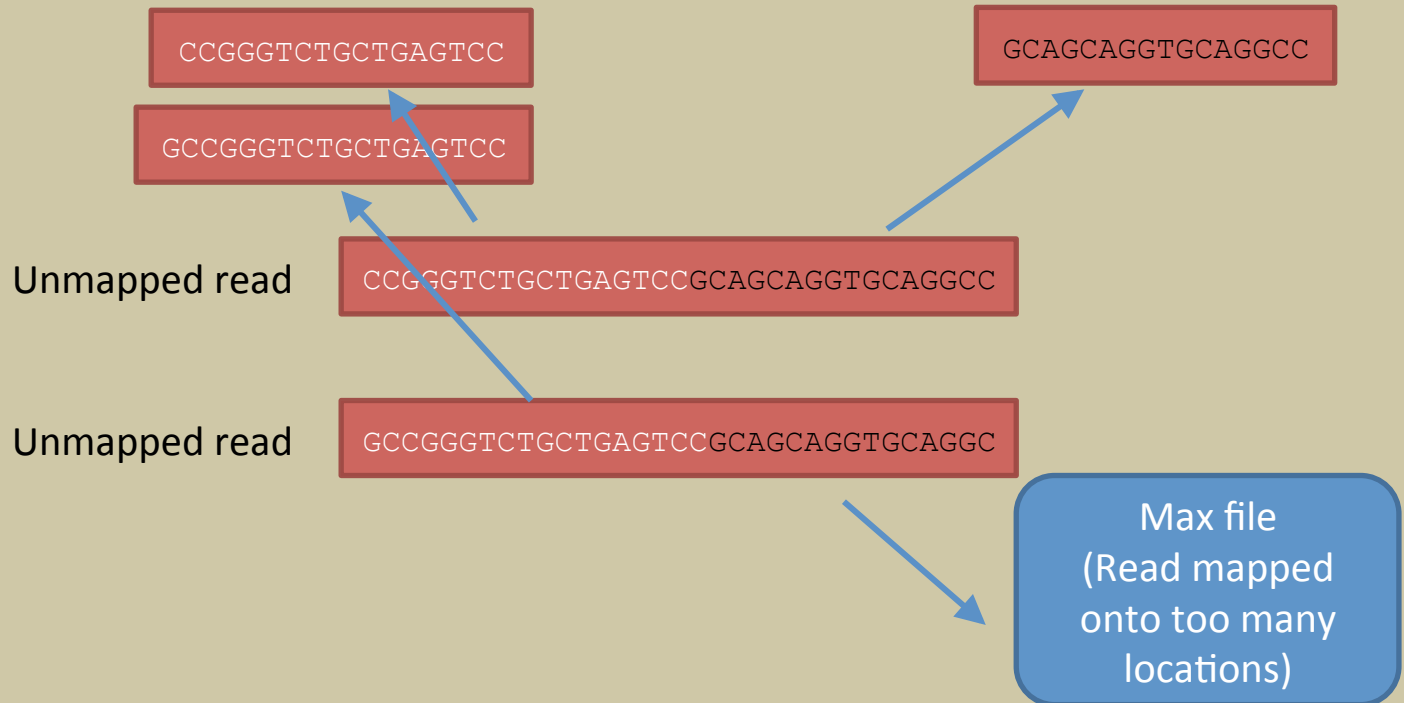 CCGGGTCTGCTGAGTCC
GCAGCAGGTGCAGGCC
GCCGGGTCTGCTGAGTCC
Unmapped read
CCGGGTCTGCTGAGTCCGCAGCAGGTGCAGGCC
Unmapped read
GCCGGGTCTGCTGAGTCCGCAGCAGGTGCAGGC
Max file
(Read mapped
onto too many
locations)